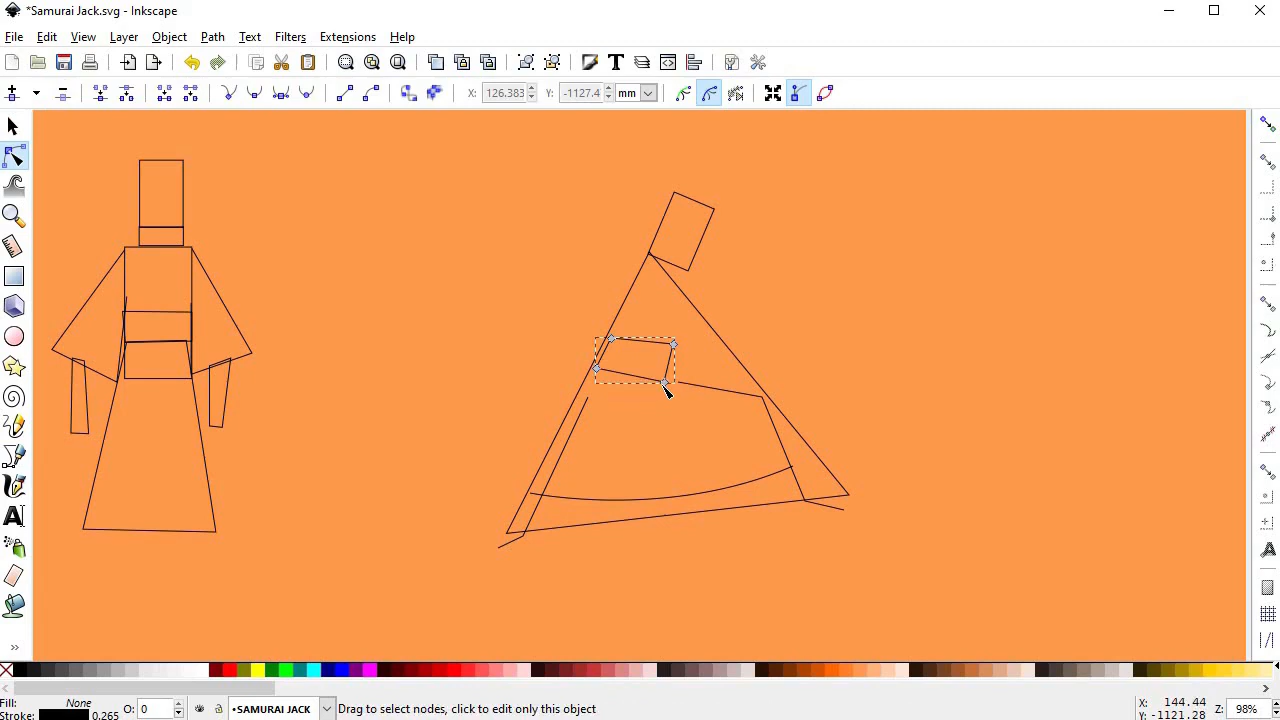 *Samurai Jack.svg - Inkscape
File Edit View Layer Object Path Text Filters Extensions Help
X: 126.383 Y: -1127.4 mm
Fill: None
Stroke: 0.265
O: 0
•SAMURAI JACK
Drag to select nodes, click to edit only this object
X: 144.44
Y: -1121.28
Z: 98%